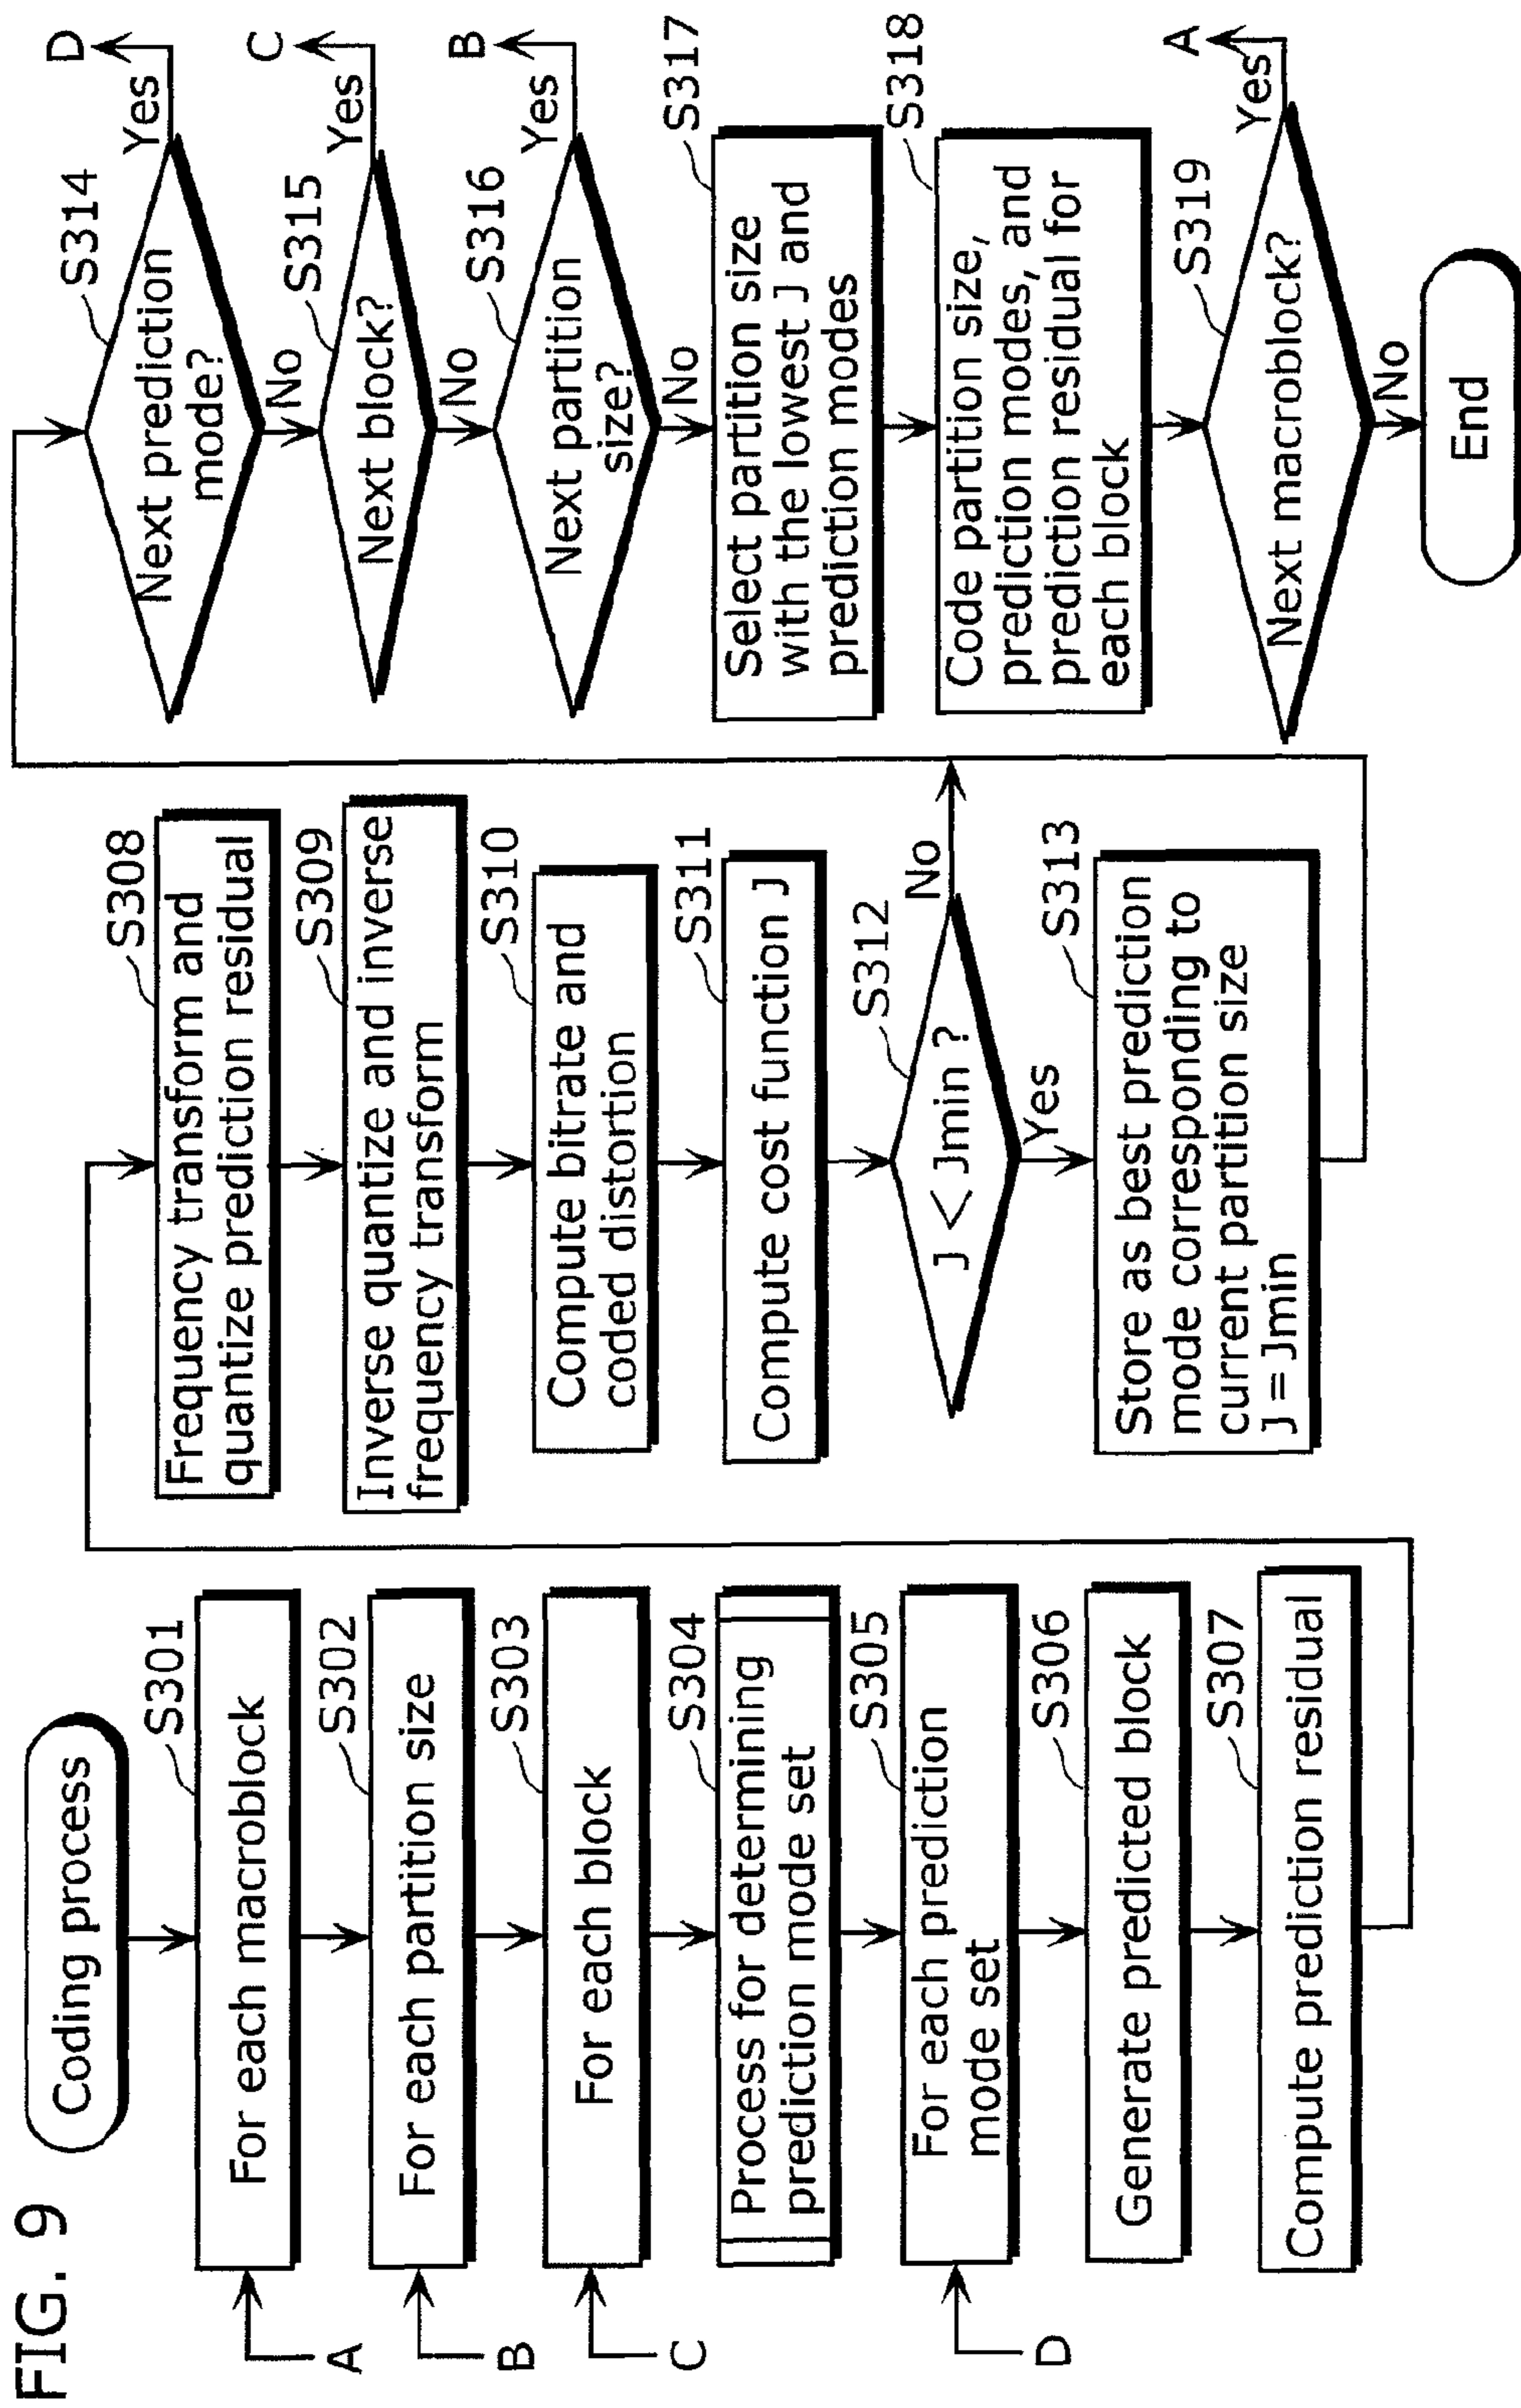 FIG. 9
Coding process
S301
For each macroblock
A
S302
For each partition size
B
S303
For each block
C
S304
Process for determining
prediction mode set
S305
For each prediction
mode set
D
S306
Generate predicted block
S307
Compute prediction residual
S308
Frequency transform and
quantize prediction residual
S309
Inverse quantize and inverse
frequency transform
S310
Compute bitrate and
coded distortion
S311
Compute cost function J
S312
J < Jmin ?
No
Yes
S313
Store as best prediction
mode corresponding to
current partition size
J = Jmin
S314
Next prediction
mode?
Yes
D
No
S315
Next block?
Yes
C
No
S316
Next partition
size?
Yes
B
No
S317
Select partition size
with the lowest J and
prediction modes
S318
Code partition size,
prediction modes, and
prediction residual for
each block
S319
Next macroblock?
Yes
A
No
End